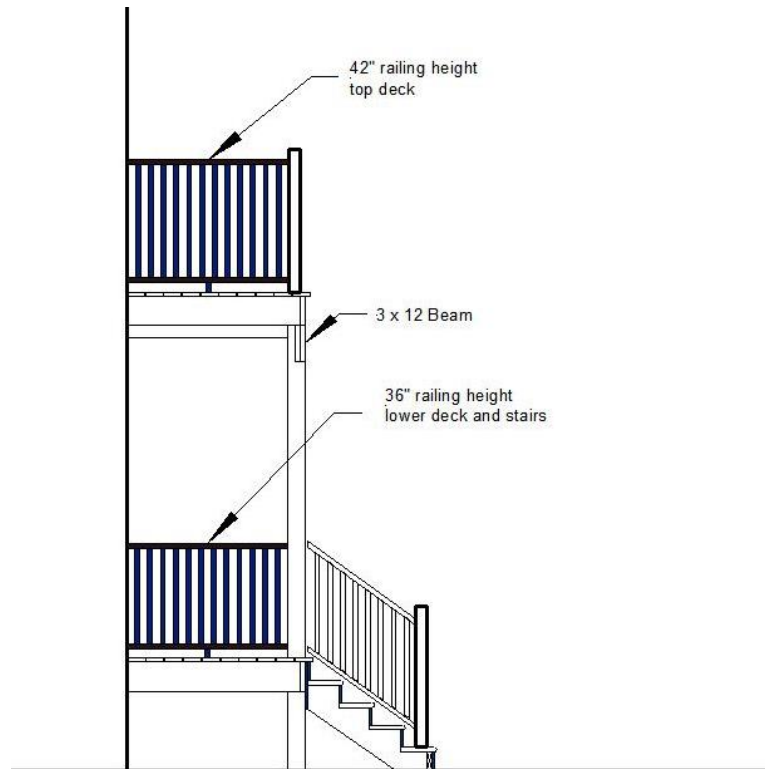 42" railing height
top deck
3 x 12 Beam
36" railing height
lower deck and stairs